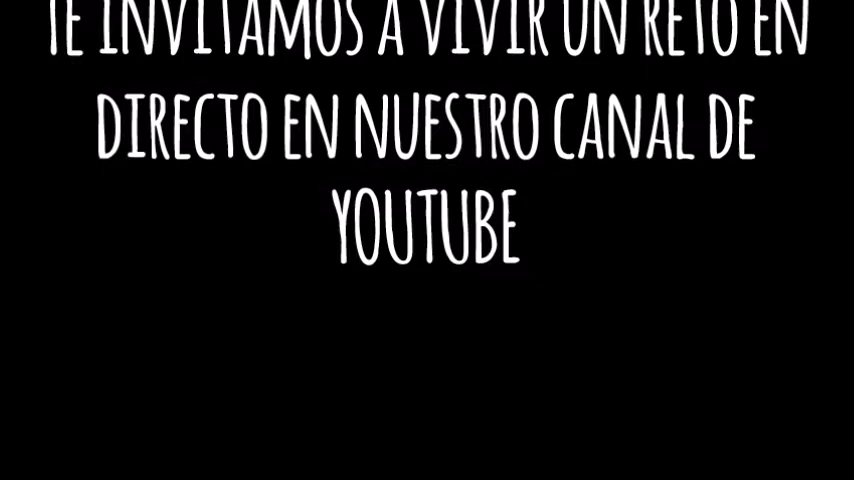 TE INVITAMOS A VIVIR UN RETO EN
DIRECTO EN NUESTRO CANAL DE
YOUTUBE